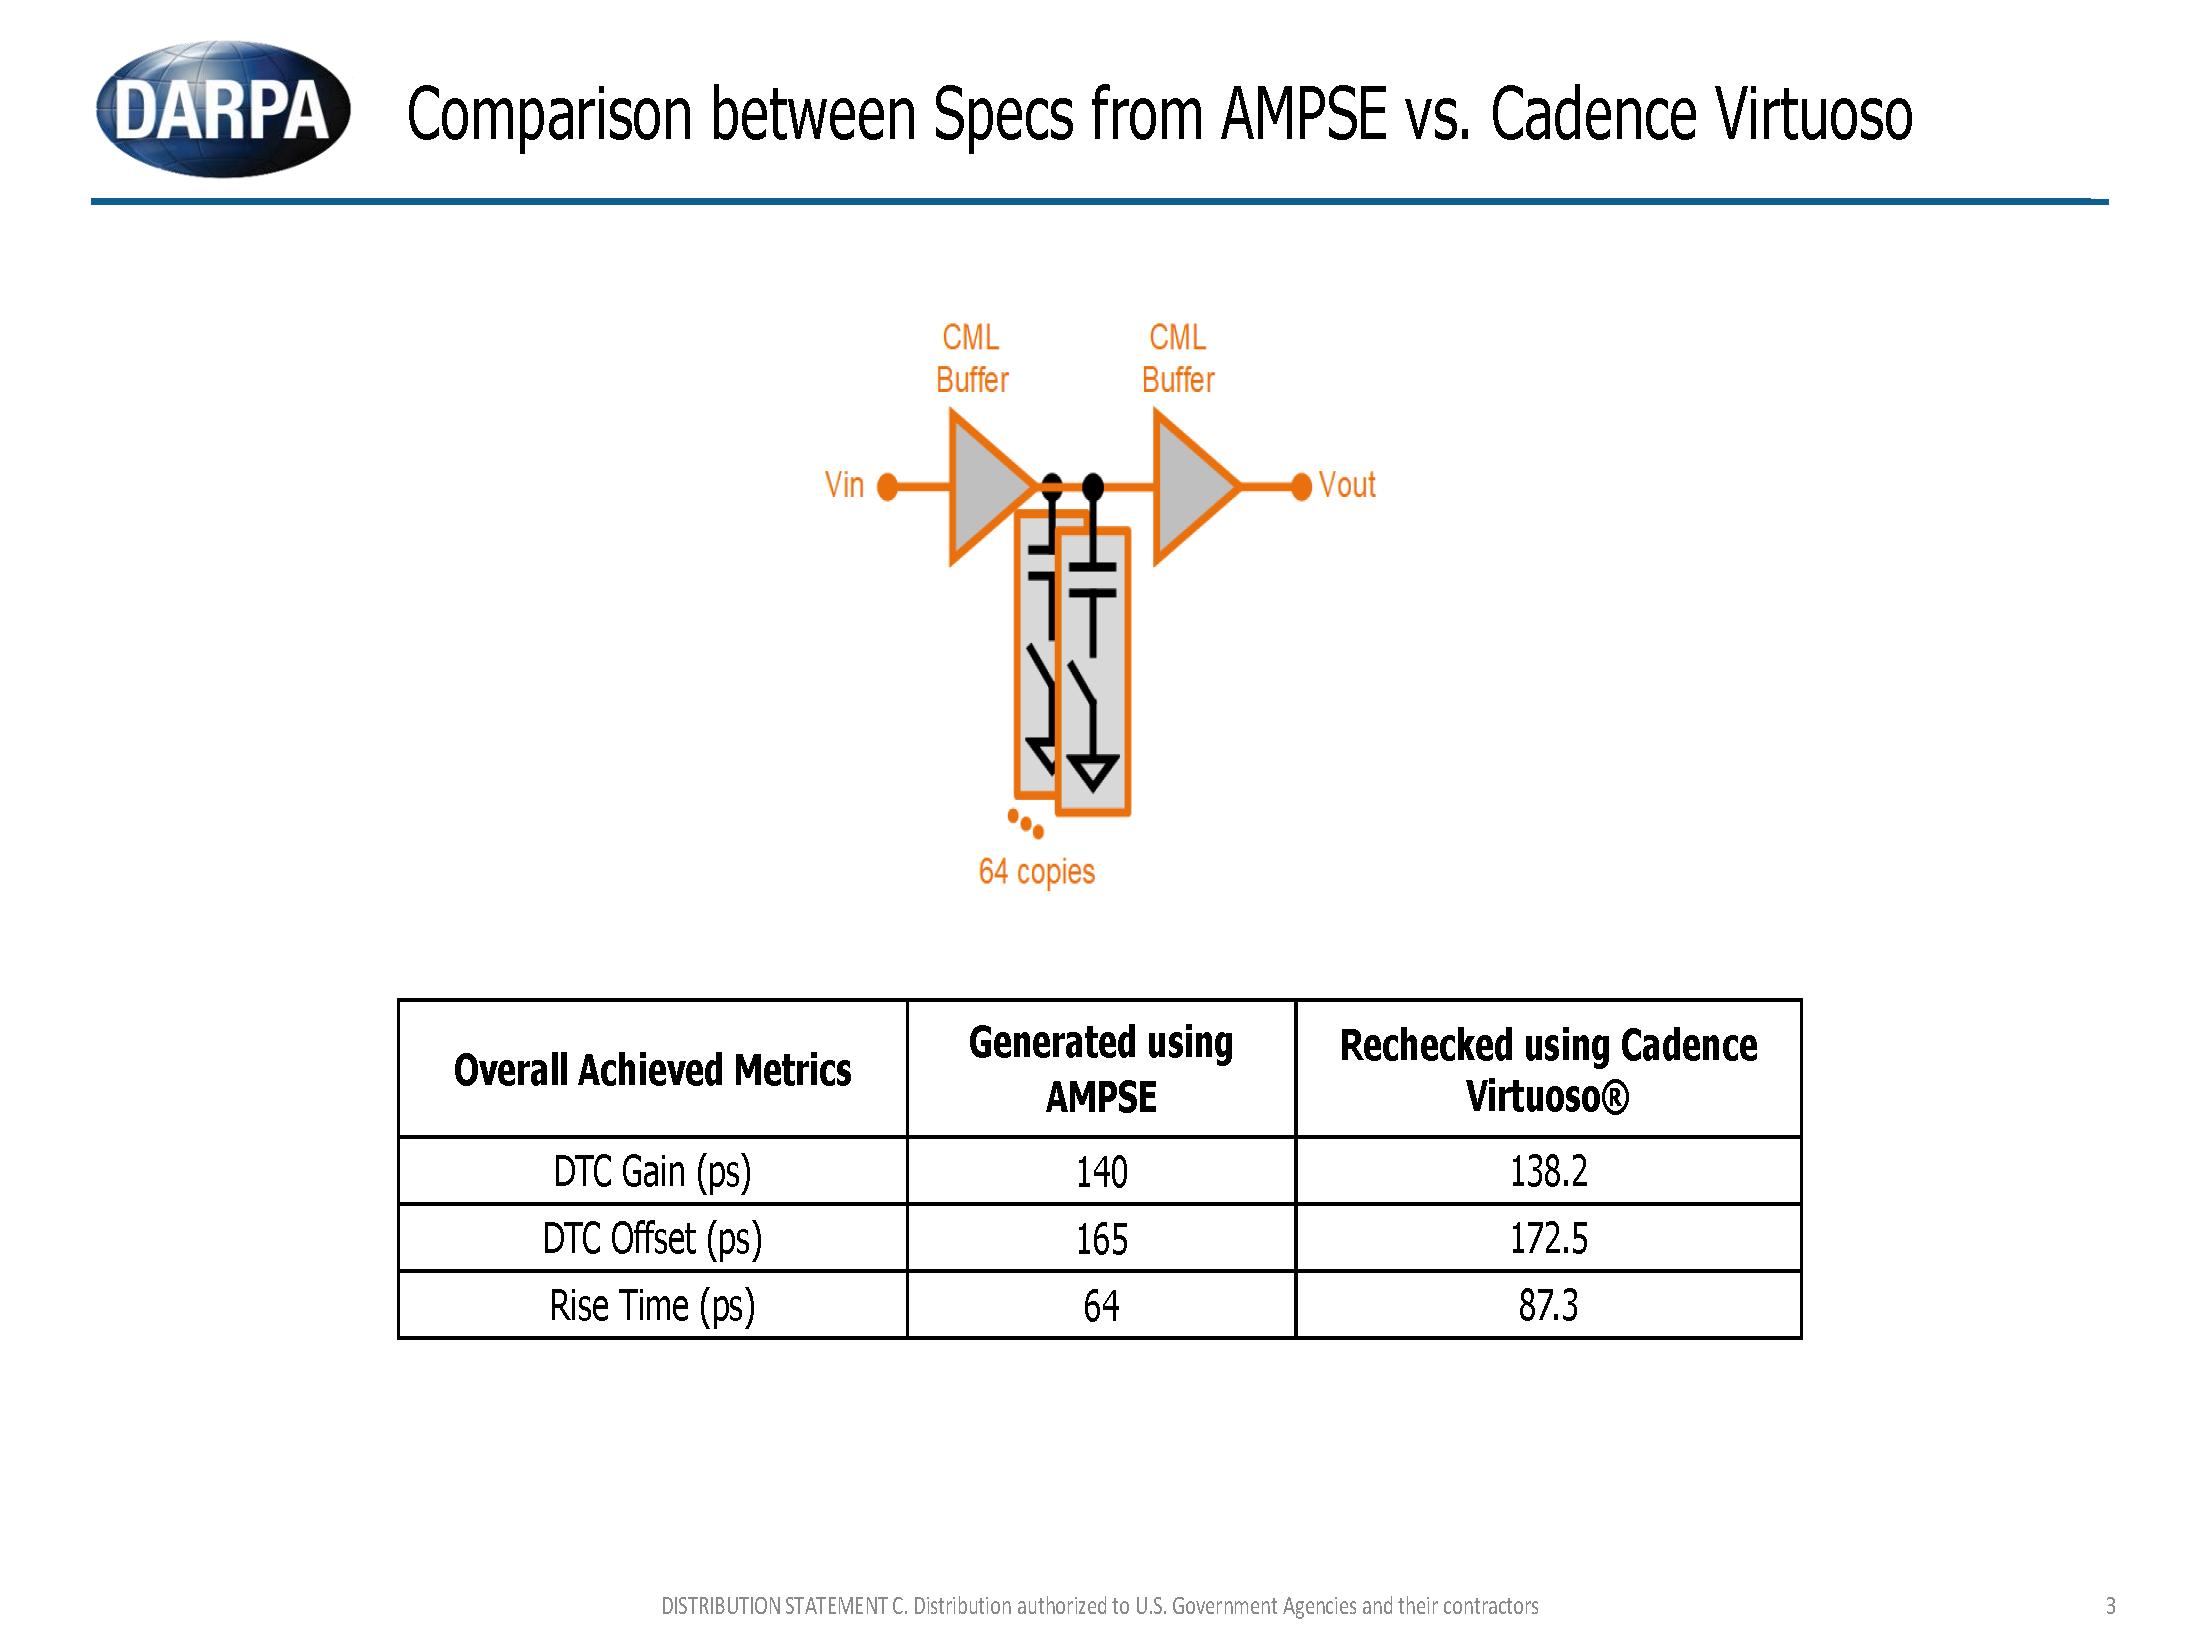 DARPA
Comparison between Specs from AMPSE vs. Cadence Virtuoso
CML
Buffer
CML
Buffer
Vin
Vout
64 copies
Overall Achieved Metrics
Generated using
AMPSE
Rechecked using Cadence
Virtuoso®
DTC Gain (ps)
140
138.2
DTC Offset (ps)
165
172.5
Rise Time (ps)
64
87.3
DISTRIBUTION STATEMENT C. Distribution authorized to U.S. Government Agencies and their contractors
3